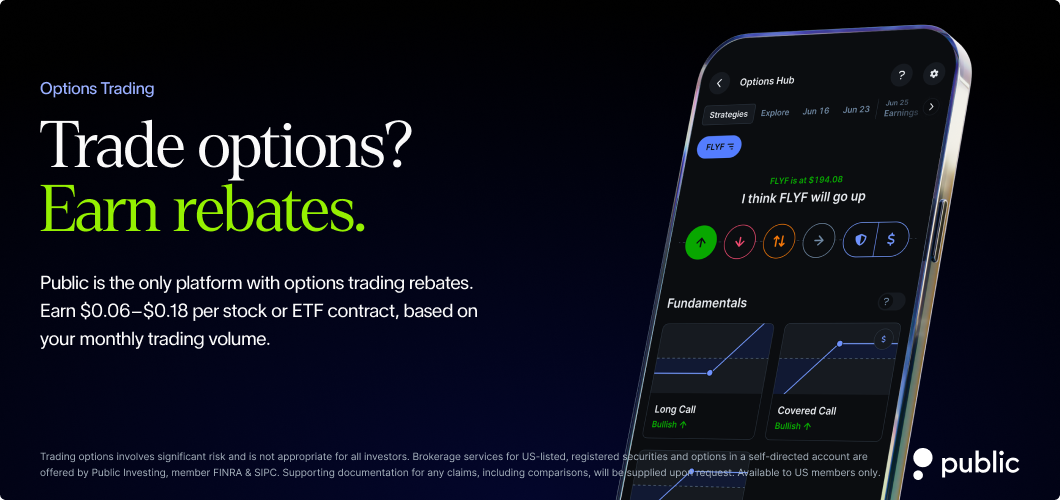 Options Trading
Trade options?
Earn rebates.
Public is the only platform with options trading rebates.
Earn $0.06–$0.18 per stock or ETF contract, based on
your monthly trading volume.
Options Hub
?
Strategies
Explore
Jun 16
Jun 23
Jun 25
Earnings
FLYF
FLYF is at $194.08
I think FLYF will go up
$
Fundamentals
?
$
Long Call
Bullish ↑
Covered Call
Bullish ↑
Trading options involves significant risk and is not appropriate for all investors. Brokerage services for US-listed, registered securities and options in a self-directed account are
offered by Public Investing, member FINRA & SIPC. Supporting documentation for any claims, including comparisons, will be supplied upon request. Available to US members only.
public